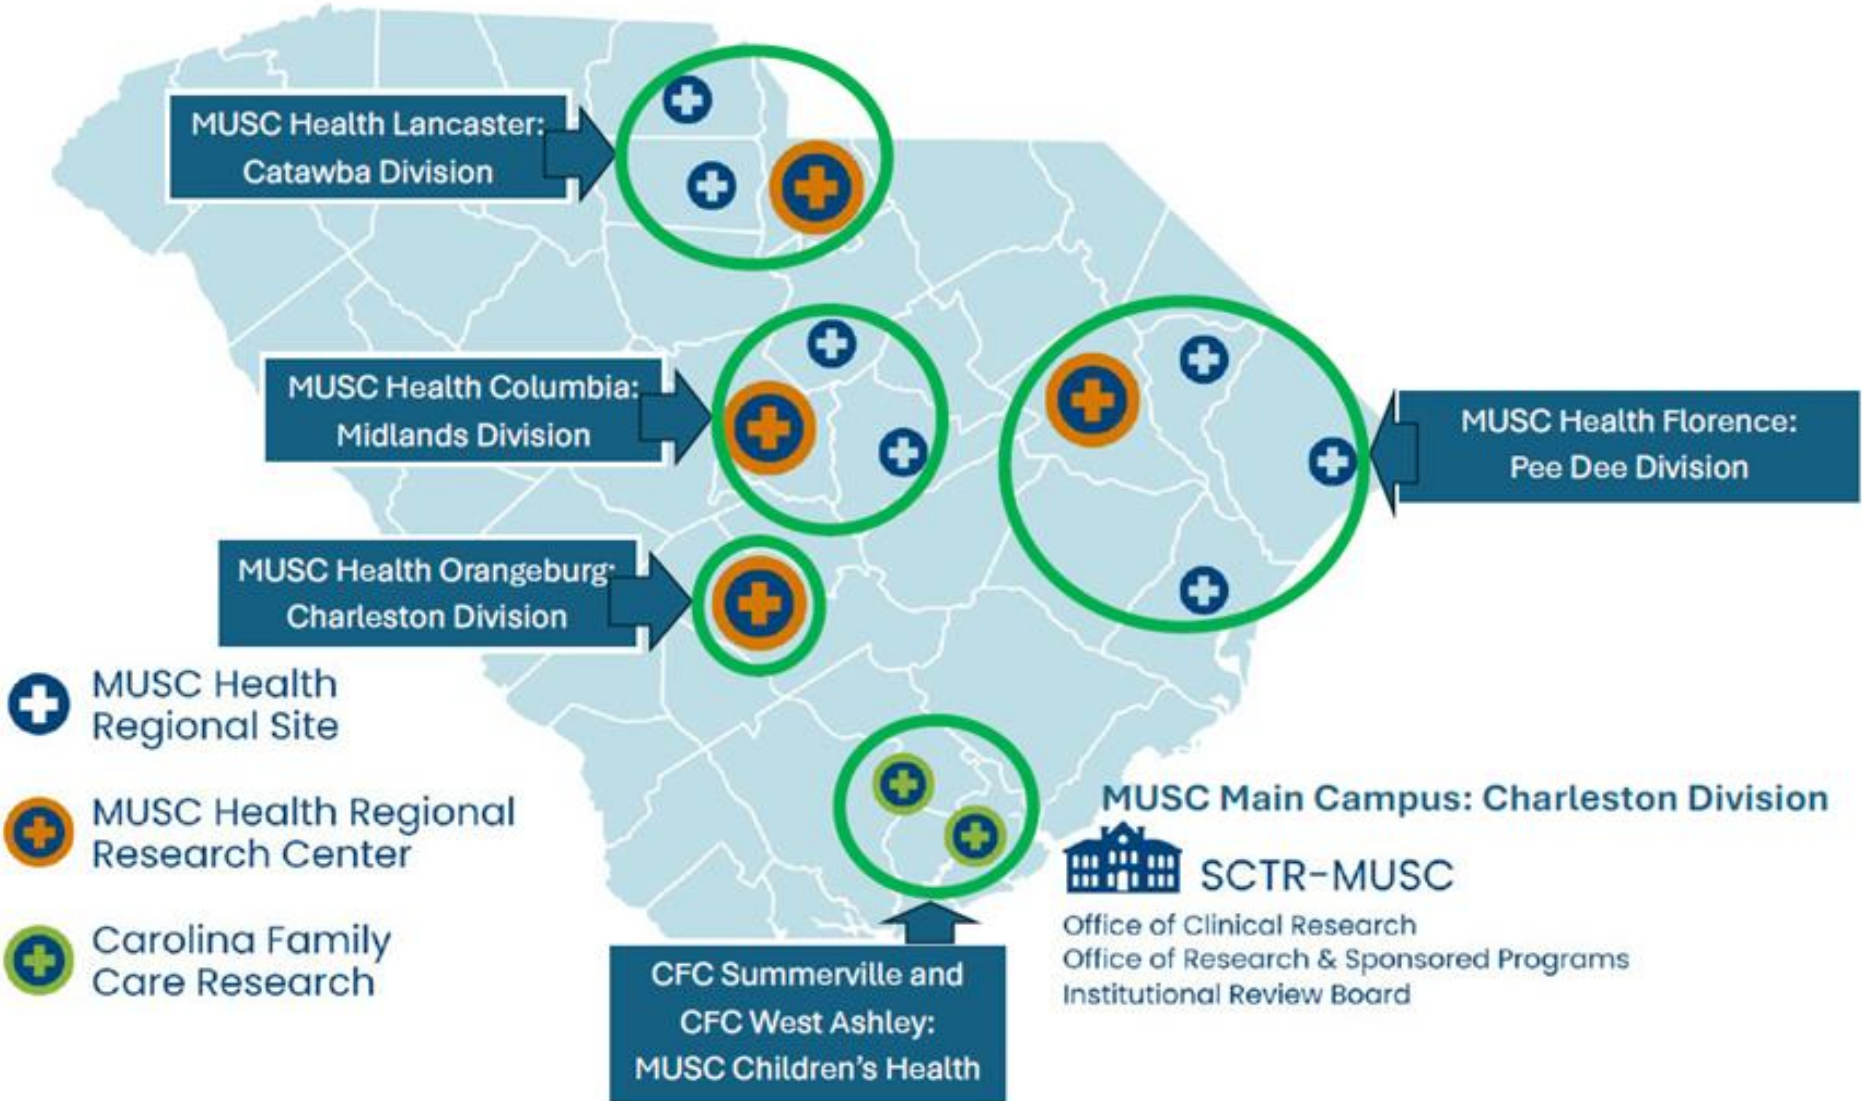 MUSC Health Lancaster:
Catawba Division
MUSC Health Columbia:
Midlands Division
MUSC Health Florence:
Pee Dee Division
MUSC Health Orangeburg:
Charleston Division
MUSC Health
Regional Site
MUSC Health Regional
Research Center
Carolina Family
Care Research
MUSC Main Campus: Charleston Division
SCTR-MUSC
Office of Clinical Research
Office of Research & Sponsored Programs
Institutional Review Board
CFC Summerville and
CFC West Ashley:
MUSC Children's Health